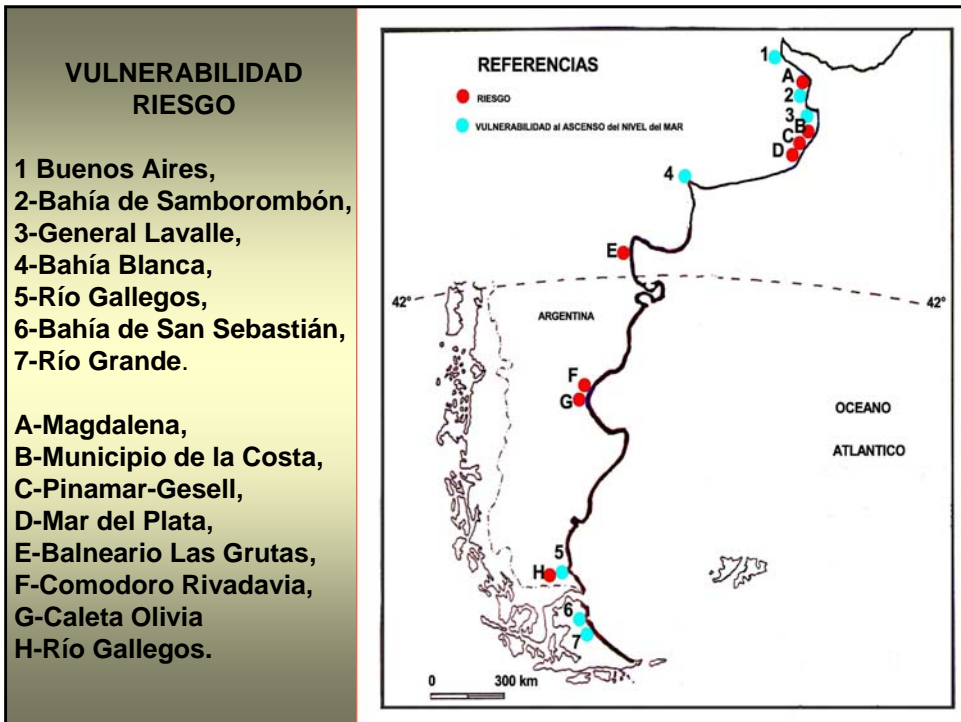 VULNERABILIDAD
RIESGO
1 Buenos Aires,
2-Bahía de Samborombón,
3-General Lavalle,
4-Bahía Blanca,
5-Río Gallegos,
6-Bahía de San Sebastián,
7-Río Grande.
A-Magdalena,
B-Municipio de la Costa,
C-Pinamar-Gesell,
D-Mar del Plata,
E-Balneario Las Grutas,
F-Comodoro Rivadavia,
G-Caleta Olivia
H-Río Gallegos.
REFERENCIAS
RIESGO
VULNERABILIDAD al ASCENSO del NIVEL del MAR
1
A
2
3
B
C
D
4
E
42° 42°
ARGENTINA
F
G
OCEANO
ATLANTICO
5
H
6
7
0 300 km